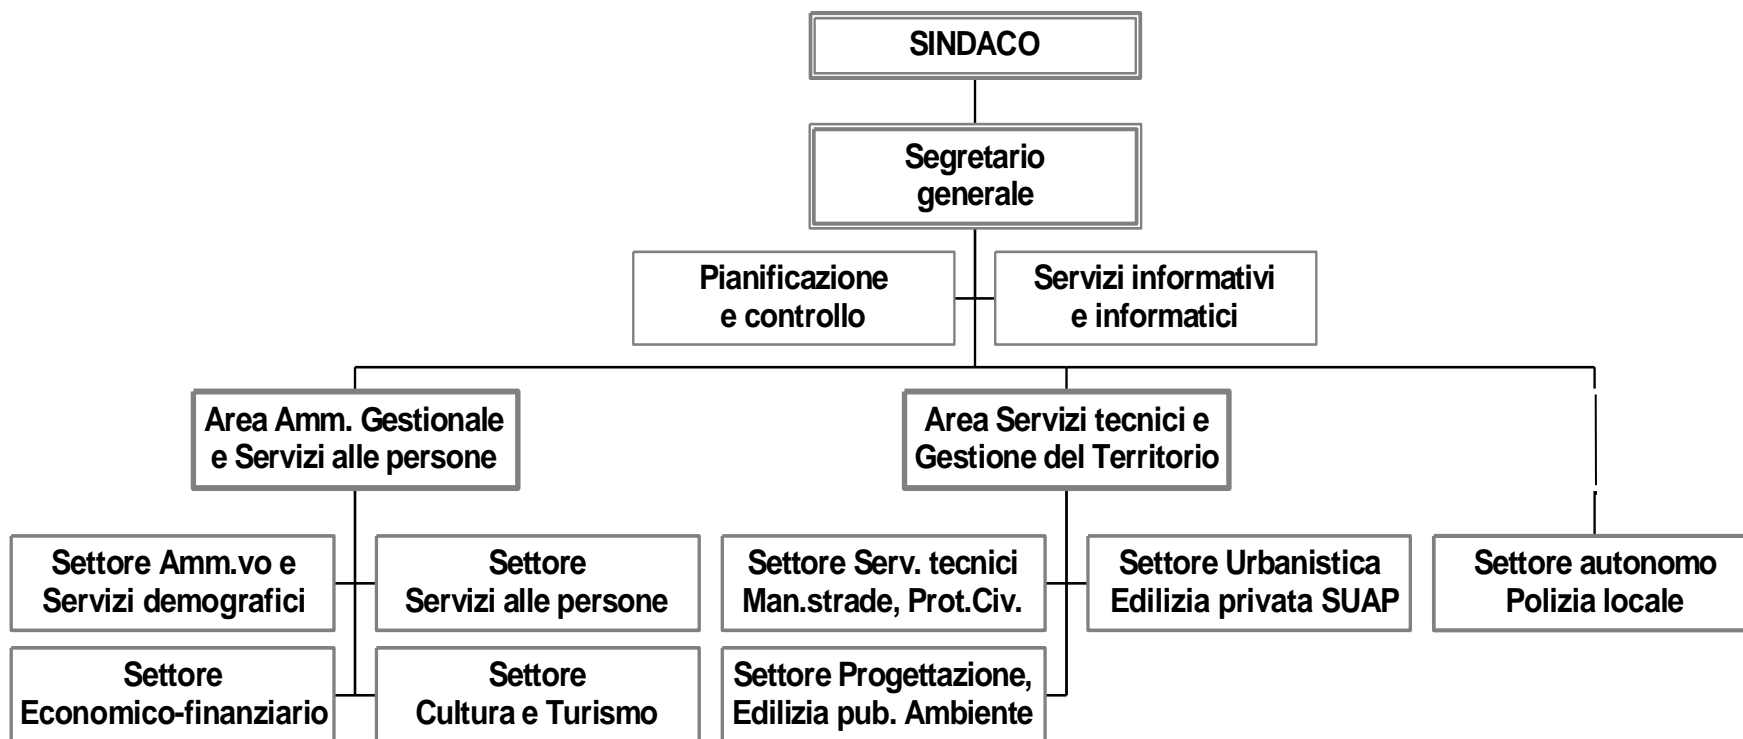 SINDACO
Segretario
generale
Pianificazione
e controllo
Servizi informativi
e informatici
Area Amm. Gestionale
e Servizi alle persone
Area Servizi tecnici e
Gestione del Territorio
Settore Amm.vo e
Servizi demografici
Settore
Servizi alle persone
Settore Serv. tecnici
Man.strade, Prot.Civ.
Settore Urbanistica
Edilizia privata SUAP
Settore autonomo
Polizia locale
Settore
Economico-finanziario
Settore
Cultura e Turismo
Settore Progettazione,
Edilizia pub. Ambiente